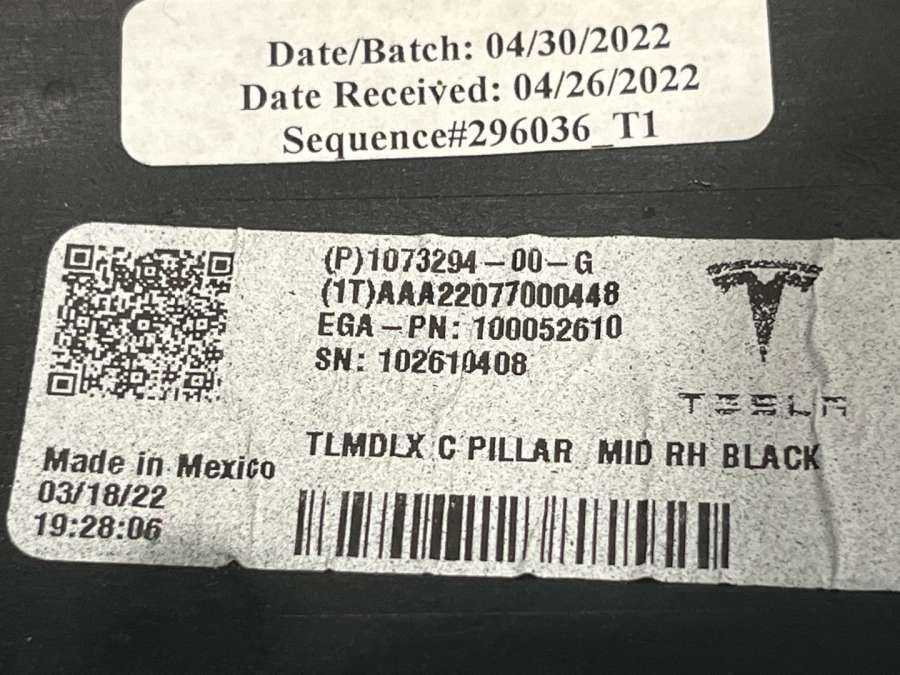 Date/Batch: 04/30/2022
Date Received: 04/26/2022
Sequence#296036_T1
(P)1073294-00-G
(1T)AAA22077000448
EGA-PN: 100052610
SN: 102610408
TESLA
TLMDLX C PILLAR MID RH BLACK
Made in Mexico
03/18/22
19:28:06